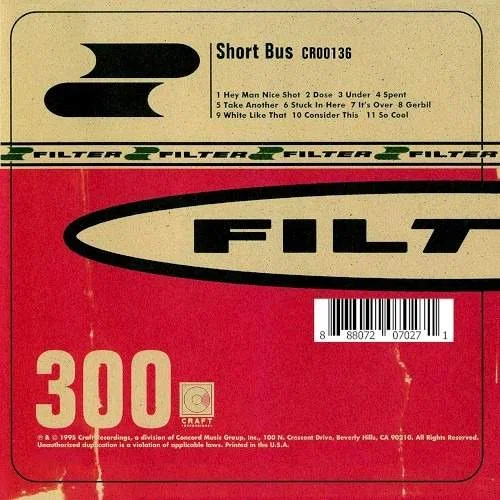 Short Bus CR00136
1 Hey Man Nice Shot 2 Dose 3 Under 4 Spent
5 Take Another 6 Stuck In Here 7 It's Over 8 Gerbil
9 White Like That 10 Consider This 11 So Cool
FILTER FILTER FILTER FILTER
FILT
8 88072 07027 1
300
CRAFT
RECORDINGS
℗ & © 1995 Craft Recordings, a division of Concord Music Group, Inc., 100 N. Crescent Drive, Beverly Hills, CA 90210. All Rights Reserved.
Unauthorized duplication is a violation of applicable laws. Printed in the U.S.A.